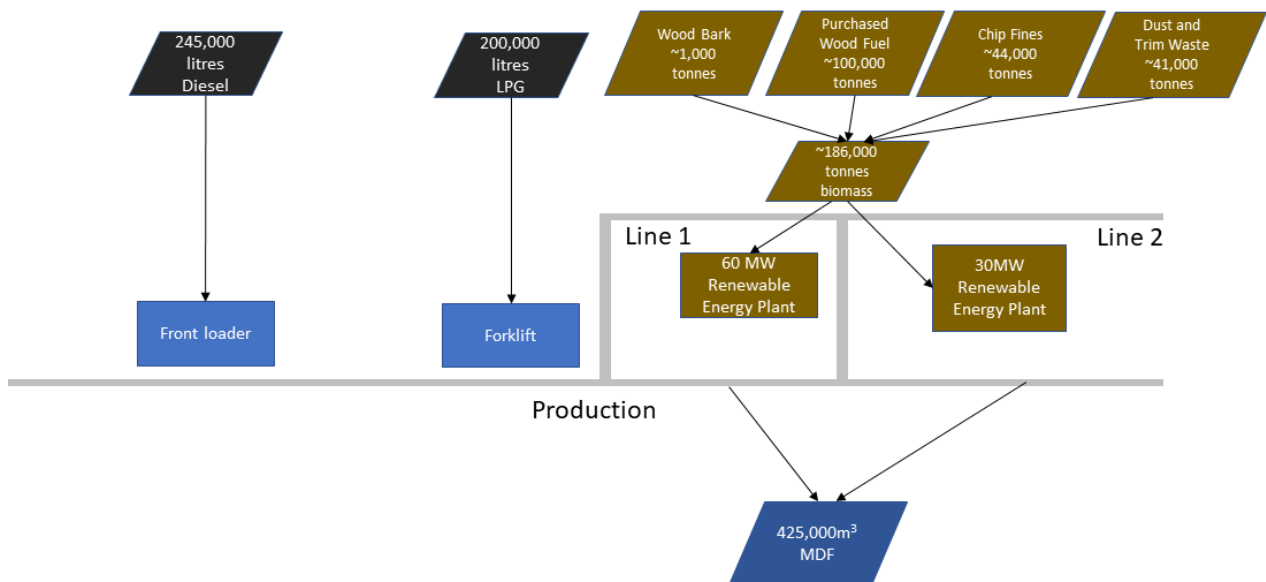 245,000
litres
Diesel
200,000
litres
LPG
Wood Bark
~1,000
tonnes
Purchased
Wood Fuel
~100,000
tonnes
Chip Fines
~44,000
tonnes
Dust and
Trim Waste
~41,000
tonnes
~186,000
tonnes
biomass
Line 1
Line 2
60 MW
Renewable
Energy Plant
30MW
Renewable
Energy Plant
Front loader
Forklift
Production
425,000m³
MDF